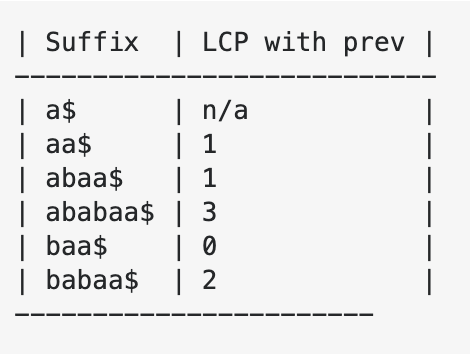 | Suffix  | LCP with prev |
---------------------------
| a$      | n/a           |
| aa$     | 1             |
| abaa$   | 1             |
| ababaa$ | 3             |
| baa$    | 0             |
| babaa$  | 2             |
-----------------------